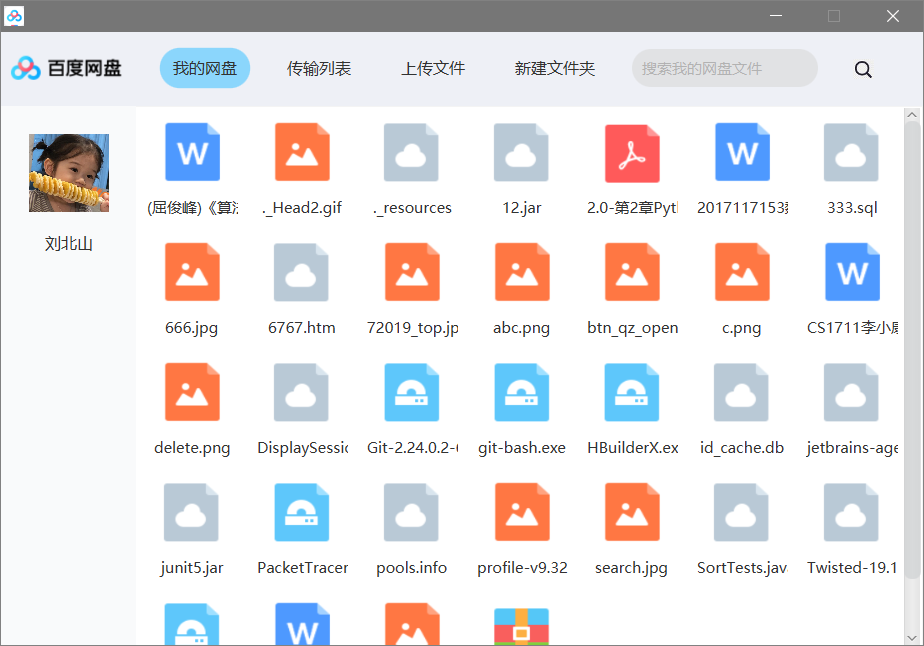 百度网盘
我的网盘
传输列表
上传文件
新建文件夹
搜索我的网盘文件
刘北山
(屈俊峰)《算
._Head2.gif
._resources
12.jar
2.0-第2章Pyt
2017117153
333.sql
666.jpg
6767.htm
72019_top.jp
abc.png
btn_qz_open
c.png
CS1711李小
delete.png
DisplaySessio
Git-2.24.0.2-
git-bash.exe
HBuilderX.ex
id_cache.db
jetbrains-age
junit5.jar
PacketTracer
pools.info
profile-v9.32
search.jpg
SortTests.jav
Twisted-19.1